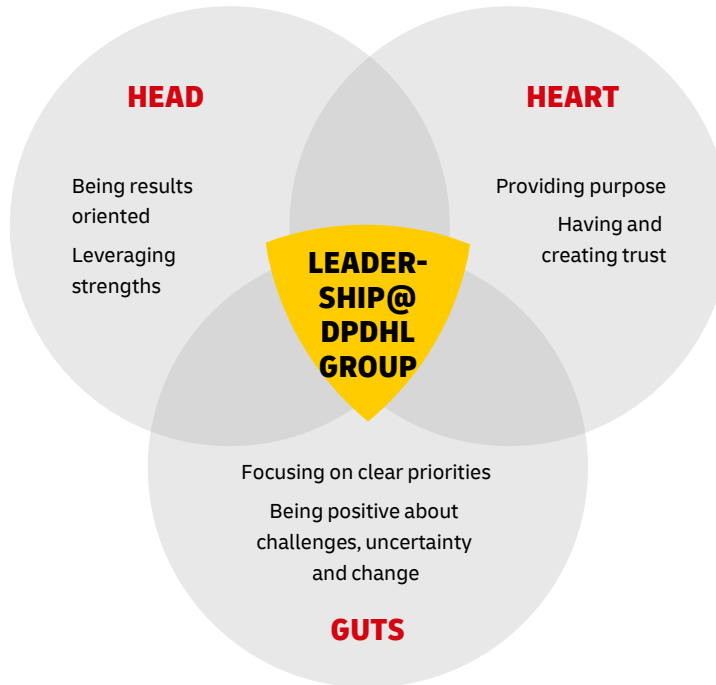 HEAD
Being results
oriented
Leveraging
strengths
HEART
Providing purpose
Having and
creating trust
LEADER-
SHIP@
DPDHL
GROUP
Focusing on clear priorities
Being positive about
challenges, uncertainty
and change
GUTS